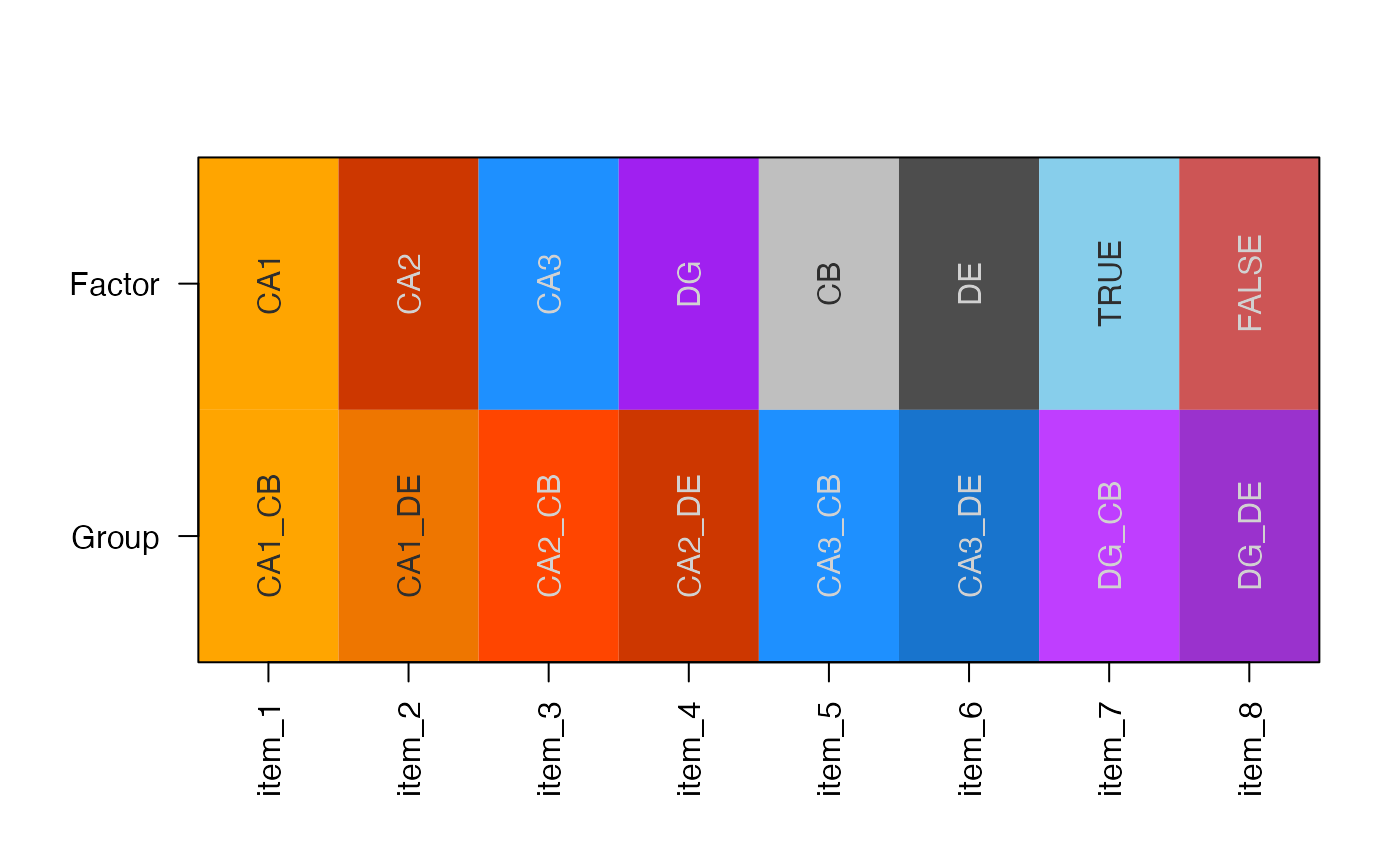 Factor
CA1
CA2
CA3
DG
CB
DE
TRUE
FALSE
Group
CA1_CB
CA1_DE
CA2_CB
CA2_DE
CA3_CB
CA3_DE
DG_CB
DG_DE
item_1
item_2
item_3
item_4
item_5
item_6
item_7
item_8